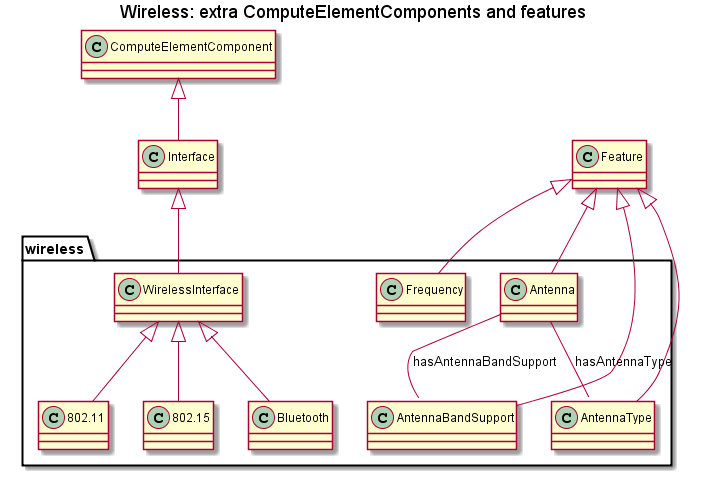 Wireless: extra ComputeElementComponents and features
C ComputeElementComponent
C Interface
C Feature
wireless
C WirelessInterface
C Frequency
C Antenna
hasAntennaBandSupport
hasAntennaType
C 802.11
C 802.15
C Bluetooth
C AntennaBandSupport
C AntennaType